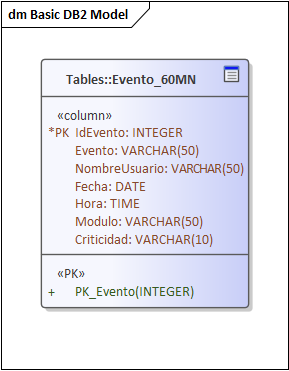 dm Basic DB2 Model
Tables::Evento_60MN
«column»
*PK IdEvento: INTEGER
Evento: VARCHAR(50)
NombreUsuario: VARCHAR(50)
Fecha: DATE
Hora: TIME
Modulo: VARCHAR(50)
Criticidad: VARCHAR(10)
«PK»
+ PK_Evento(INTEGER)